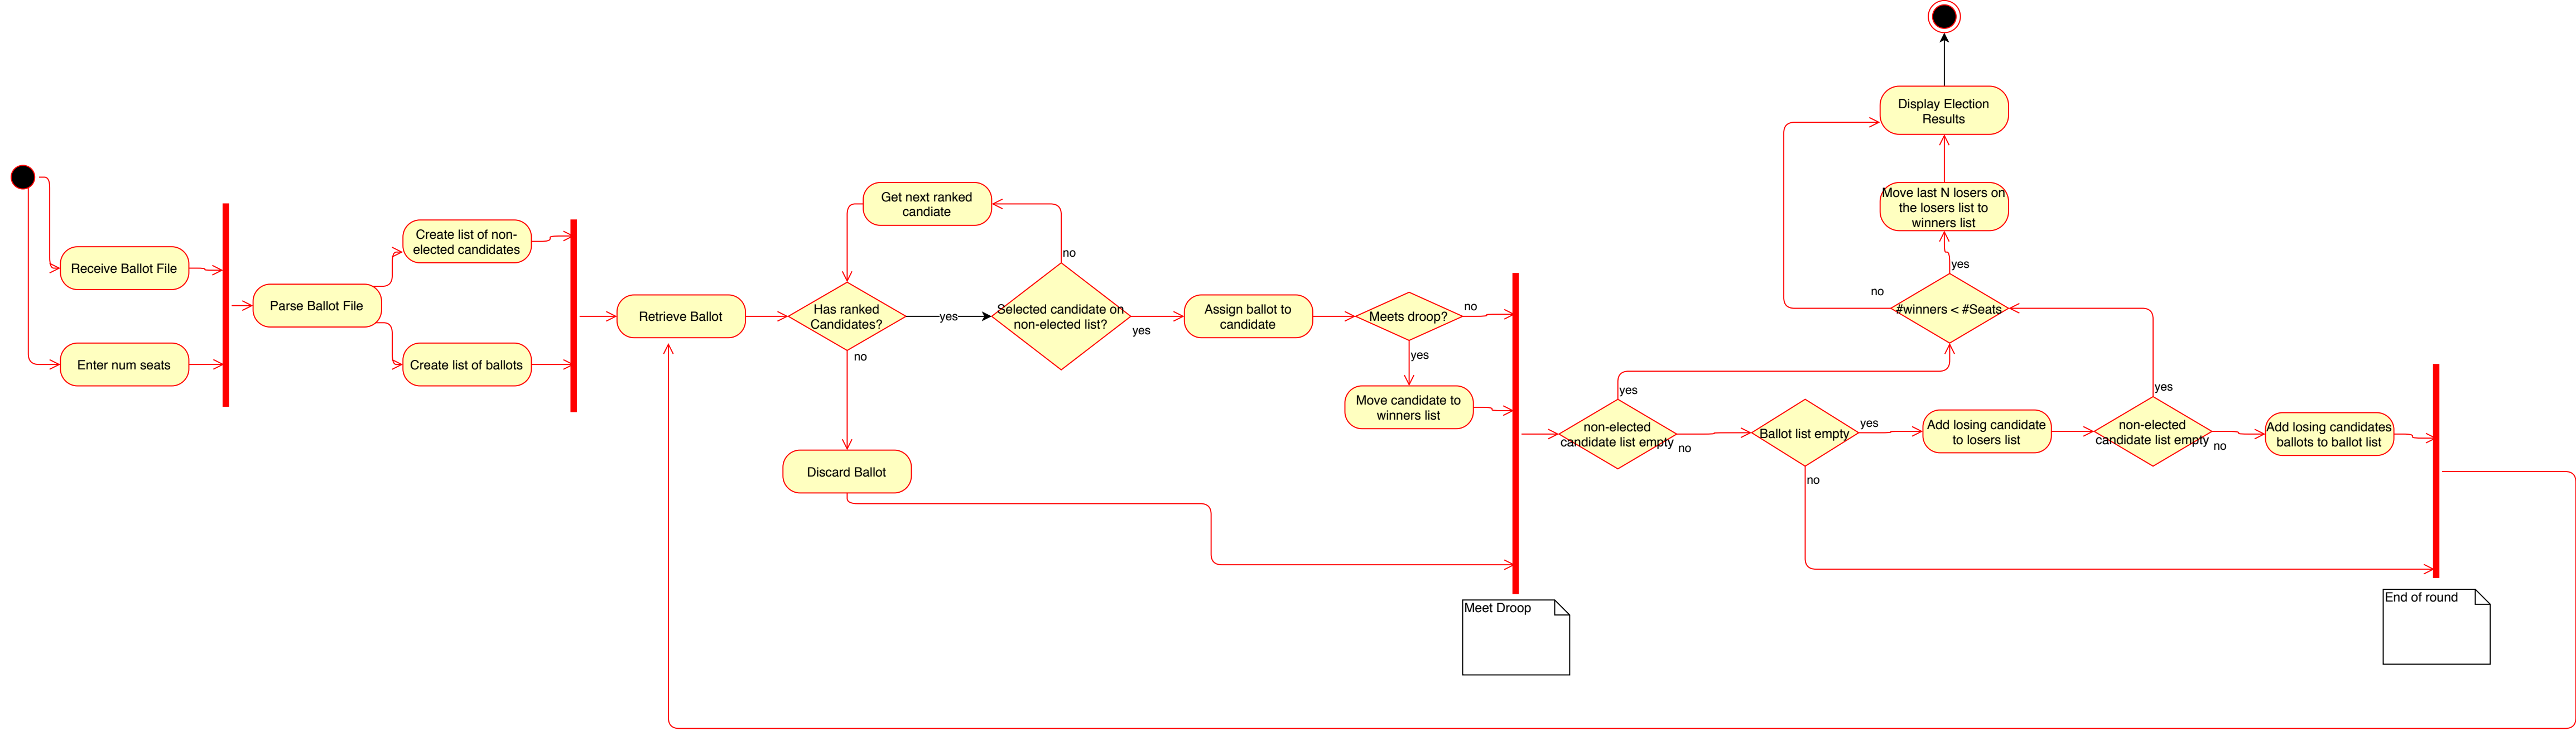 Receive Ballot File
Enter num seats
Parse Ballot File
Create list of non-
elected candidates
Create list of ballots
Retrieve Ballot
Get next ranked
candiate
Has ranked
Candidates?
yes
no
Discard Ballot
Selected candidate on
non-elected list?
no
yes
Assign ballot to
candidate
Meets droop?
no
yes
Move candidate to
winners list
Meet Droop
non-elected
candidate list empty
yes
no
Ballot list empty
yes
no
Add losing candidate
to losers list
non-elected
candidate list empty
yes
no
Add losing candidates
ballots to ballot list
End of round
#winners < #Seats
no
yes
Move last N losers on
the losers list to
winners list
Display Election
Results